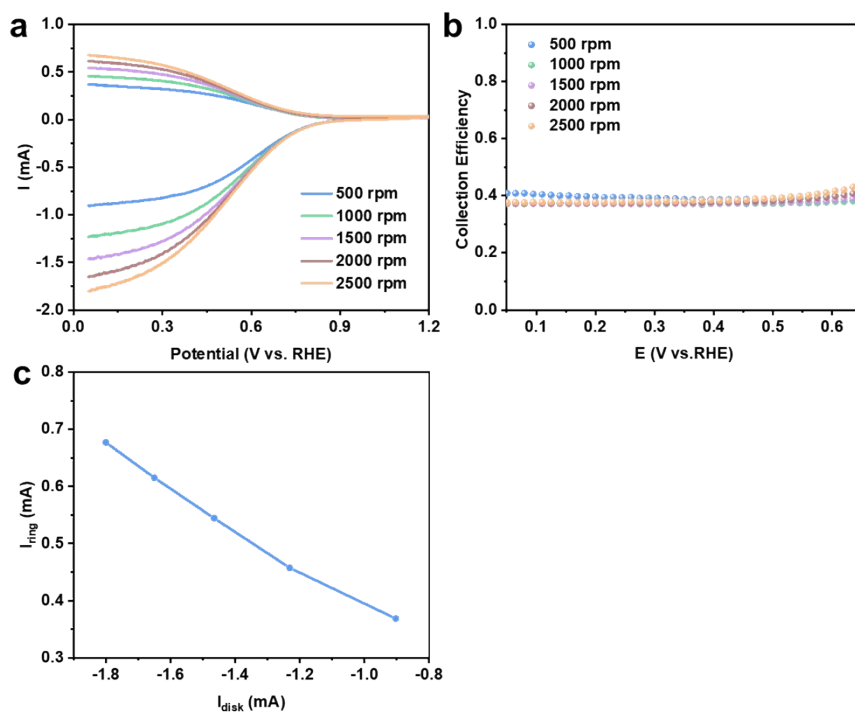 a
1.0
0.5
0.0
-0.5
-1.0
-1.5
-2.0
I (mA)
500 rpm
1000 rpm
1500 rpm
2000 rpm
2500 rpm
0.0 0.3 0.6 0.9 1.2
Potential (V vs. RHE)
b
1.0
0.8
0.6
0.4
0.2
0.0
Collection Efficiency
500 rpm
1000 rpm
1500 rpm
2000 rpm
2500 rpm
0.1 0.2 0.3 0.4 0.5 0.6
E (V vs.RHE)
c
0.8
0.7
0.6
0.5
0.4
0.3
I_ring (mA)
-1.8 -1.6 -1.4 -1.2 -1.0 -0.8
I_disk (mA)